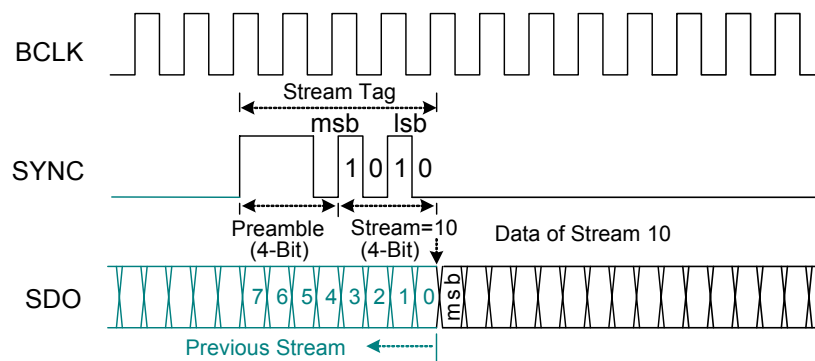 BCLK
Stream Tag
msb lsb
SYNC
1 0 1 0
Preamble
(4-Bit)
Stream=10
(4-Bit)
Data of Stream 10
SDO
7 6 5 4 3 2 1 0 msb
Previous Stream